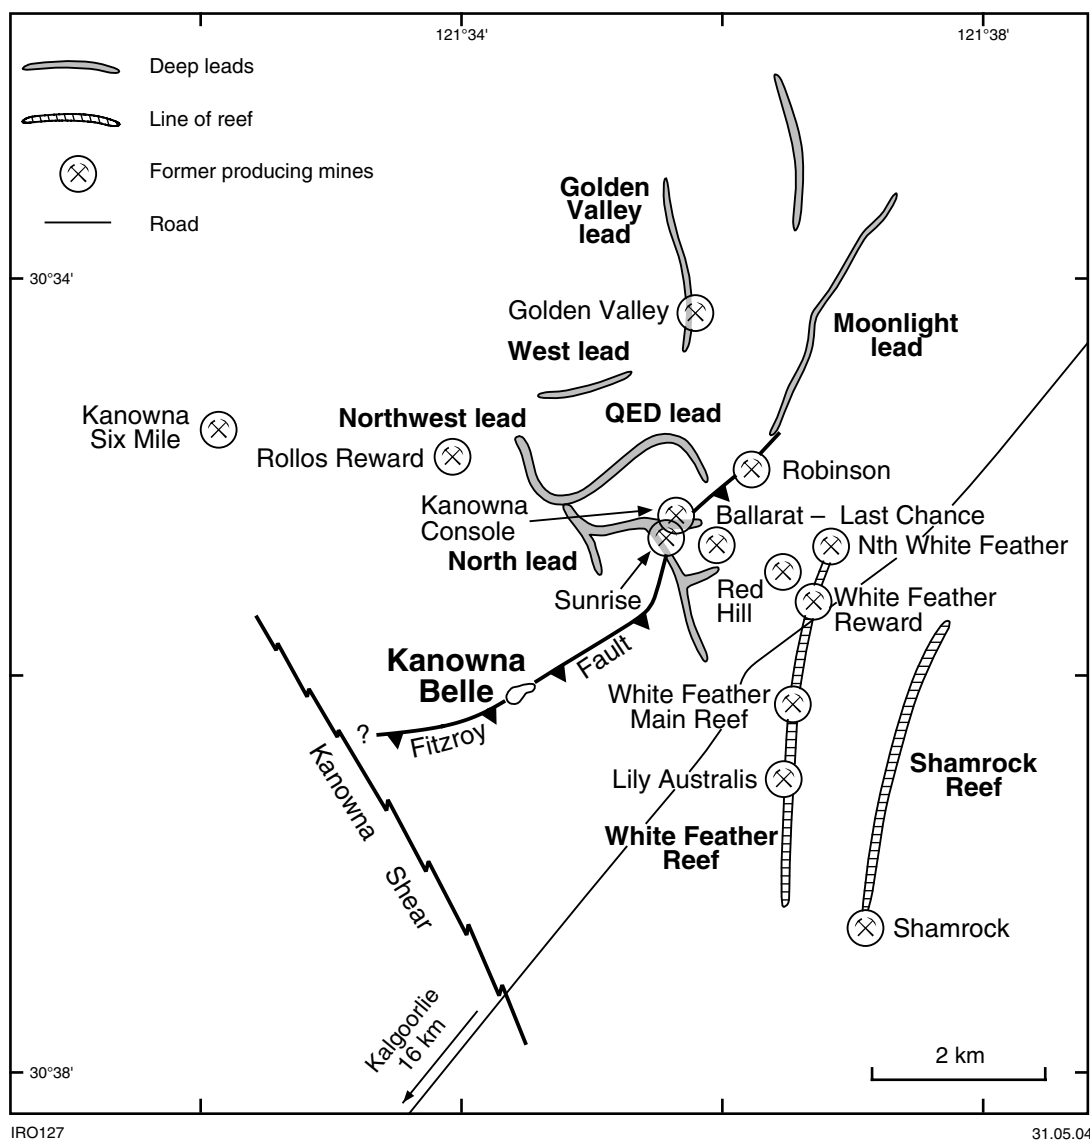 121°34'
121°38'
Deep leads
Line of reef
Former producing mines
Road
Golden
Valley
lead
30°34'
Golden Valley
Moonlight
lead
West lead
Kanowna
Six Mile
Northwest lead
QED lead
Rollos Reward
Robinson
Kanowna
Console
Ballarat – Last Chance
Nth White Feather
North lead
Sunrise
Red
Hill
White Feather
Reward
Kanowna
Belle
Fault
Fitzroy
?
White Feather
Main Reef
Kanowna
Shear
Lily Australis
Shamrock
Reef
White Feather
Reef
Shamrock
Kalgoorlie
16 km
2 km
30°38'
IRO127
31.05.04